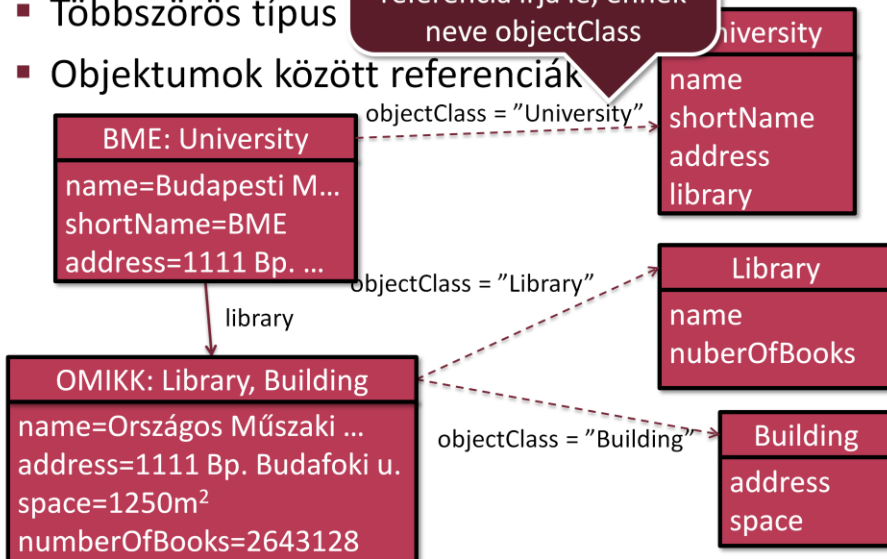 Többszörös típus
referencia írja le, ennek
neve objectClass
Objektumok között referenciák
objectClass = ”University”
BME: University
name=Budapesti M...
shortName=BME
address=1111 Bp. ...
University
name
shortName
address
library
library
objectClass = ”Library”
Library
name
nuberOfBooks
OMIKK: Library, Building
name=Országos Műszaki ...
address=1111 Bp. Budafoki u.
space=1250m²
numberOfBooks=2643128
objectClass = ”Building”
Building
address
space